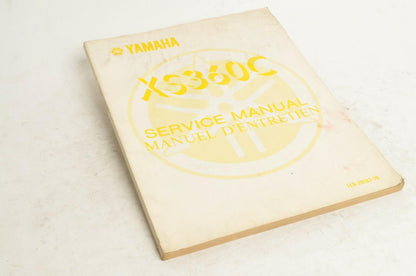 YAMAHA
XS360C
SERVICE MANUAL
MANUEL D'ENTRETIEN